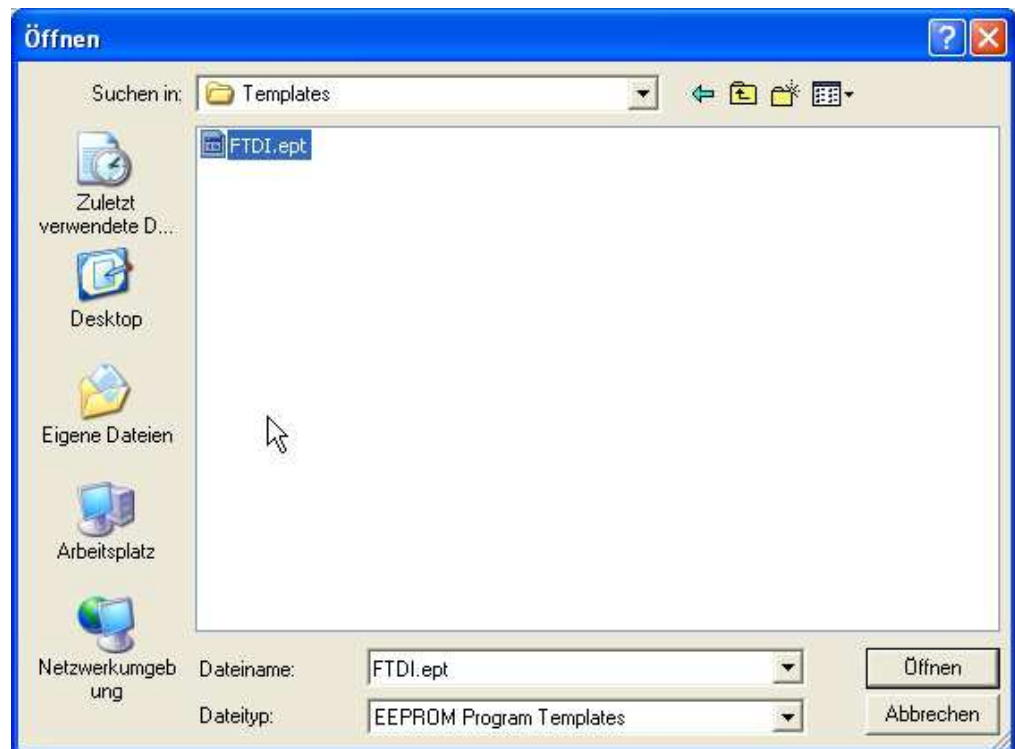 Öffnen
Suchen in:
Templates
FTDI.ept
Zuletzt
verwendete D...
Desktop
Eigene Dateien
Arbeitsplatz
Netzwerkumgeb
ung
Dateiname:
FTDI.ept
Öffnen
Dateityp:
EEPROM Program Templates
Abbrechen